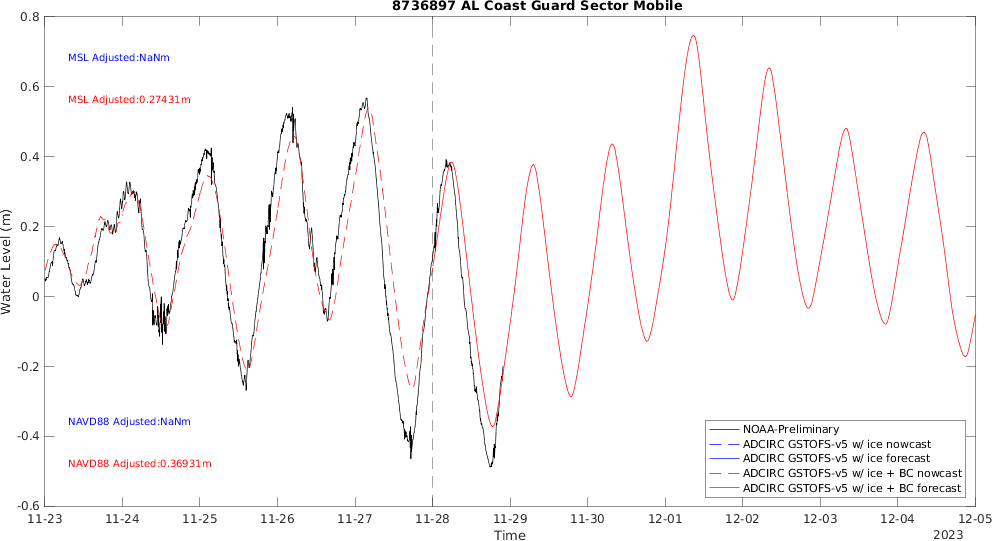 8736897 AL Coast Guard Sector Mobile
0.8
0.6
0.4
0.2
0
-0.2
-0.4
-0.6
Water Level (m)
MSL Adjusted:NaNm
MSL Adjusted:0.27431m
NAVD88 Adjusted:NaNm
NAVD88 Adjusted:0.36931m
NOAA-Preliminary
ADCIRC GSTOFS-v5 w/ ice nowcast
ADCIRC GSTOFS-v5 w/ ice forecast
ADCIRC GSTOFS-v5 w/ ice + BC nowcast
ADCIRC GSTOFS-v5 w/ ice + BC forecast
11-23 11-24 11-25 11-26 11-27 11-28 11-29 11-30 12-01 12-02 12-03 12-04 12-05
Time
2023